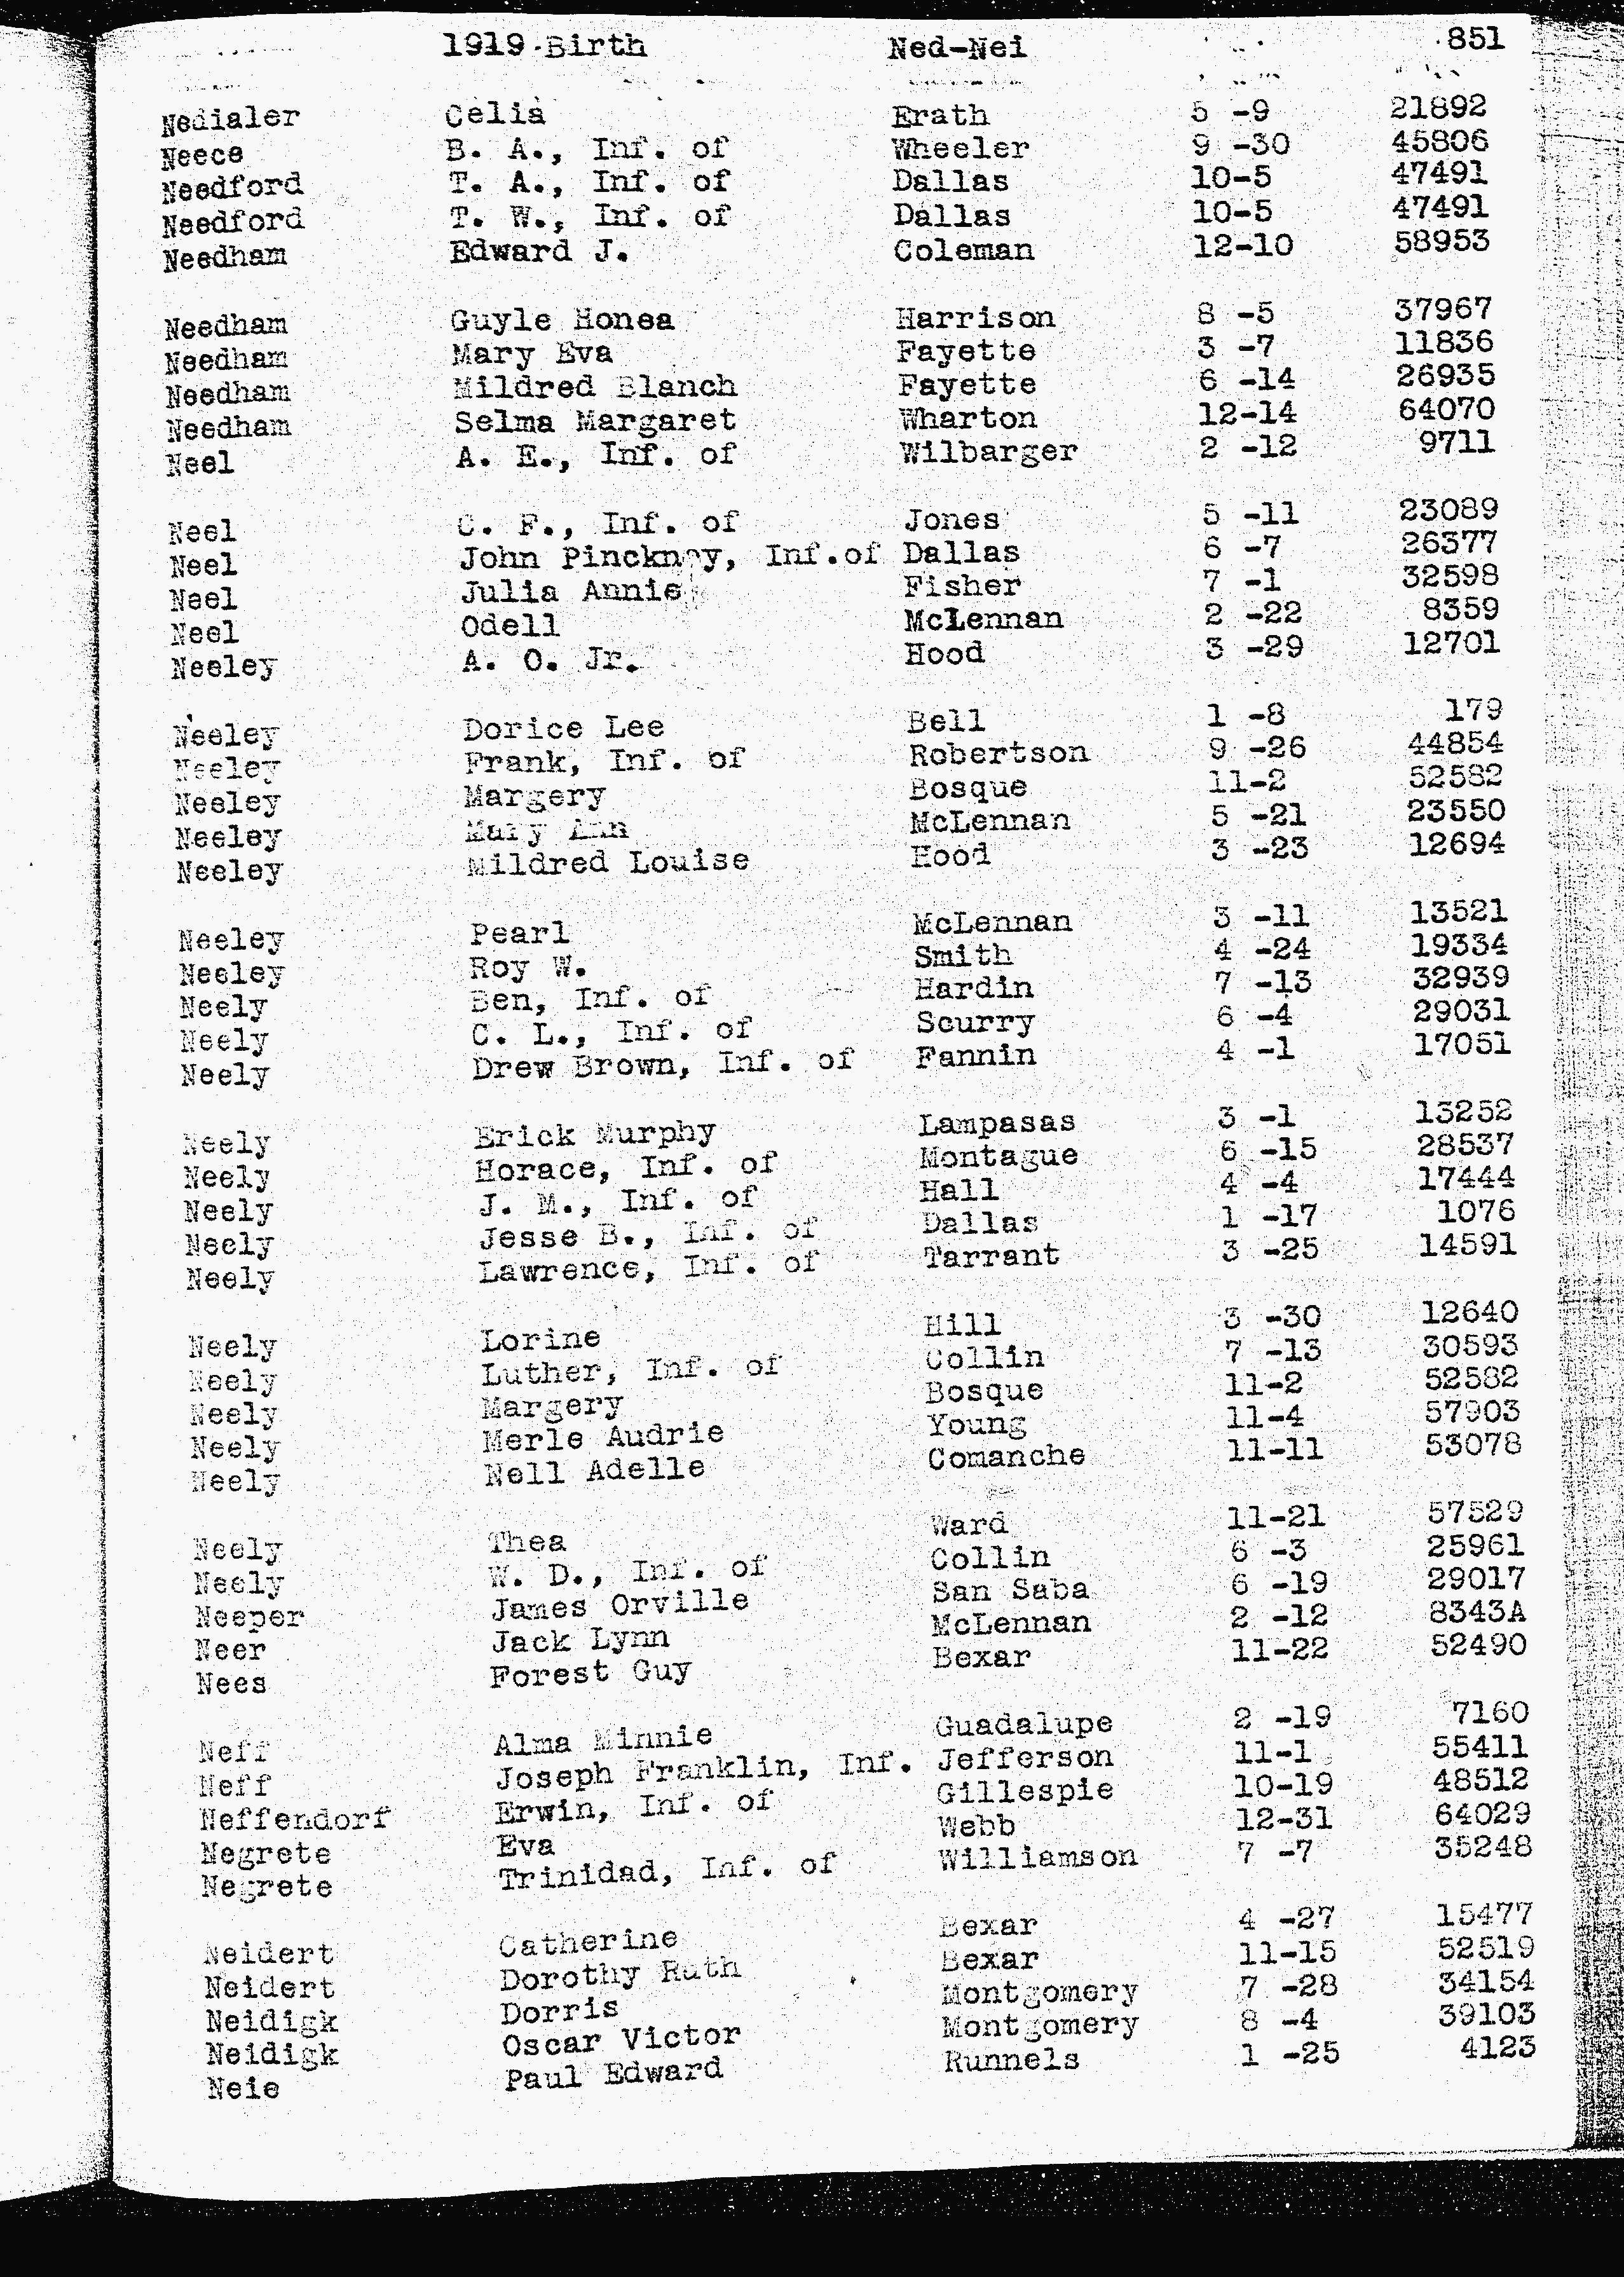 1919 Birth Ned-Nei 851
Nedialer Celia Erath 5 -9 21892
Neece B. A., Inf. of Wheeler 9 -30 45806
Needford T. A., Inf. of Dallas 10-5 47491
Needford T. W., Inf. of Dallas 10-5 47491
Needham Edward J. Coleman 12-10 58953
Needham Guyle Honea Harrison 8 -5 37967
Needham Mary Eva Fayette 3 -7 11836
Needham Mildred Blanch Fayette 6 -14 26935
Needham Selma Margaret Wharton 12-14 64070
Neel A. E., Inf. of Wilbarger 2 -12 9711
Neel C. F., Inf. of Jones 5 -11 23089
Neel John Pinckney, Inf.of Dallas 6 -7 26377
Neel Julia Annie Fisher 7 -1 32598
Neel Odell McLennan 2 -22 8359
Neeley A. O. Jr. Hood 3 -29 12701
Neeley Dorice Lee Bell 1 -8 179
Neeley Frank, Inf. of Robertson 9 -26 44854
Neeley Margery Bosque 11-2 52582
Neeley Mary Ann McLennan 5 -21 23550
Neeley Mildred Louise Hood 3 -23 12694
Neeley Pearl McLennan 3 -11 13521
Neeley Roy W. Smith 4 -24 19334
Neely Ben, Inf. of Hardin 7 -13 32939
Neely C. L., Inf. of Scurry 6 -4 29031
Neely Drew Brown, Inf. of Fannin 4 -1 17051
Neely Erick Murphy Lampasas 3 -1 13252
Neely Horace, Inf. of Montague 6 -15 28537
Neely J. M., Inf. of Hall 4 -4 17444
Neely Jesse B., Inf. of Dallas 1 -17 1076
Neely Lawrence, Inf. of Tarrant 3 -25 14591
Neely Lorine Hill 3 -30 12640
Neely Luther, Inf. of Collin 7 -13 30593
Neely Margery Bosque 11-2 52582
Neely Merle Audrie Young 11-4 57903
Neely Nell Adelle Comanche 11-11 53078
Neely Thea Ward 11-21 57529
Neely W. D., Inf. of Collin 6 -3 25961
Neeper James Orville San Saba 6 -19 29017
Neer Jack Lynn McLennan 2 -12 8343A
Nees Forest Guy Bexar 11-22 52490
Neff Alma Minnie Guadalupe 2 -19 7160
Neff Joseph Franklin, Inf. Jefferson 11-1 55411
Neffendorf Erwin, Inf. of Gillespie 10-19 48512
Negrete Eva Webb 12-31 64029
Negrete Trinidad, Inf. of Williamson 7 -7 35248
Neidert Catherine Bexar 4 -27 15477
Neidert Dorothy Ruth Bexar 11-15 52519
Neidigk Dorris Montgomery 7 -28 34154
Neidigk Oscar Victor Montgomery 8 -4 39103
Neie Paul Edward Runnels 1 -25 4123